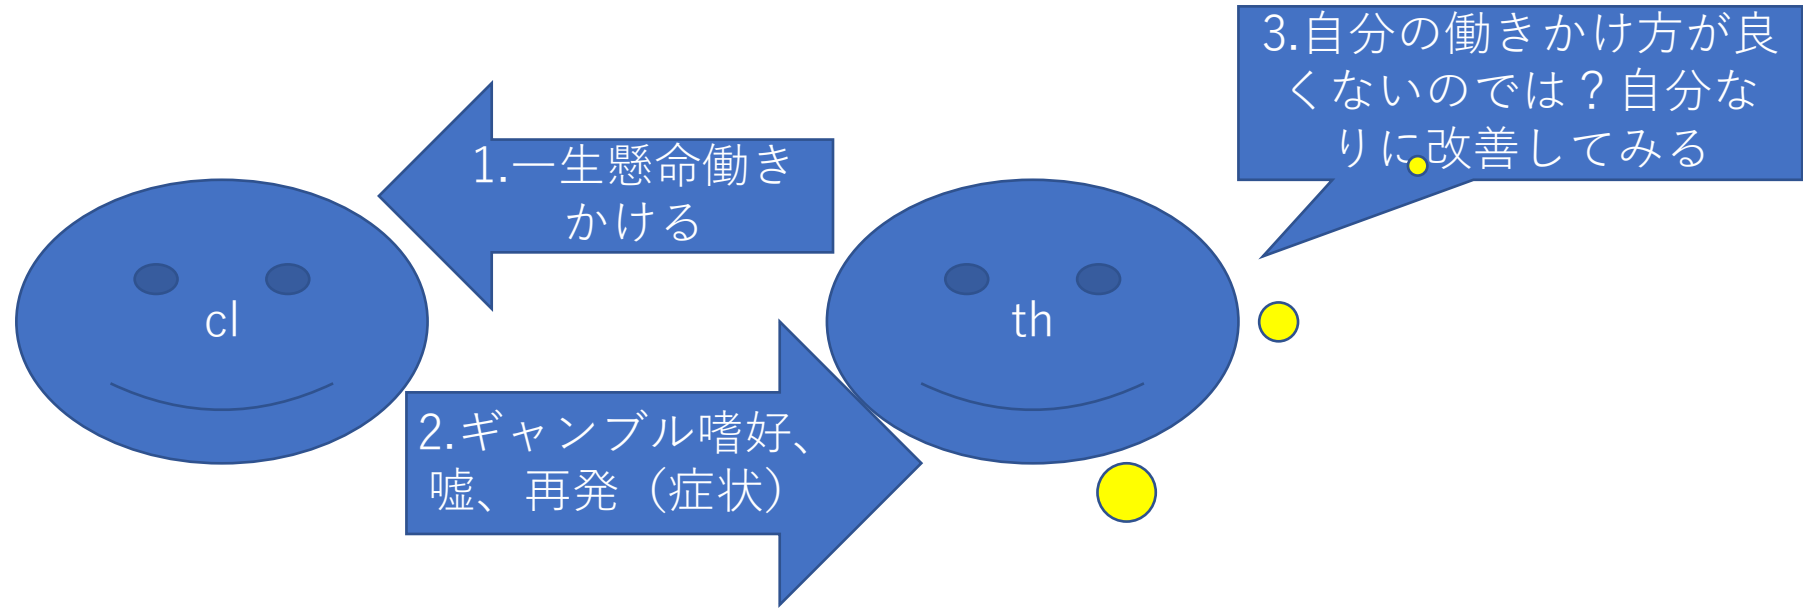 3.自分の働きかけ方が良
くないのでは？自分な
りに改善してみる
1.一生懸命働き
かける
cl
th
2.ギャンブル嗜好、
嘘、再発（症状）